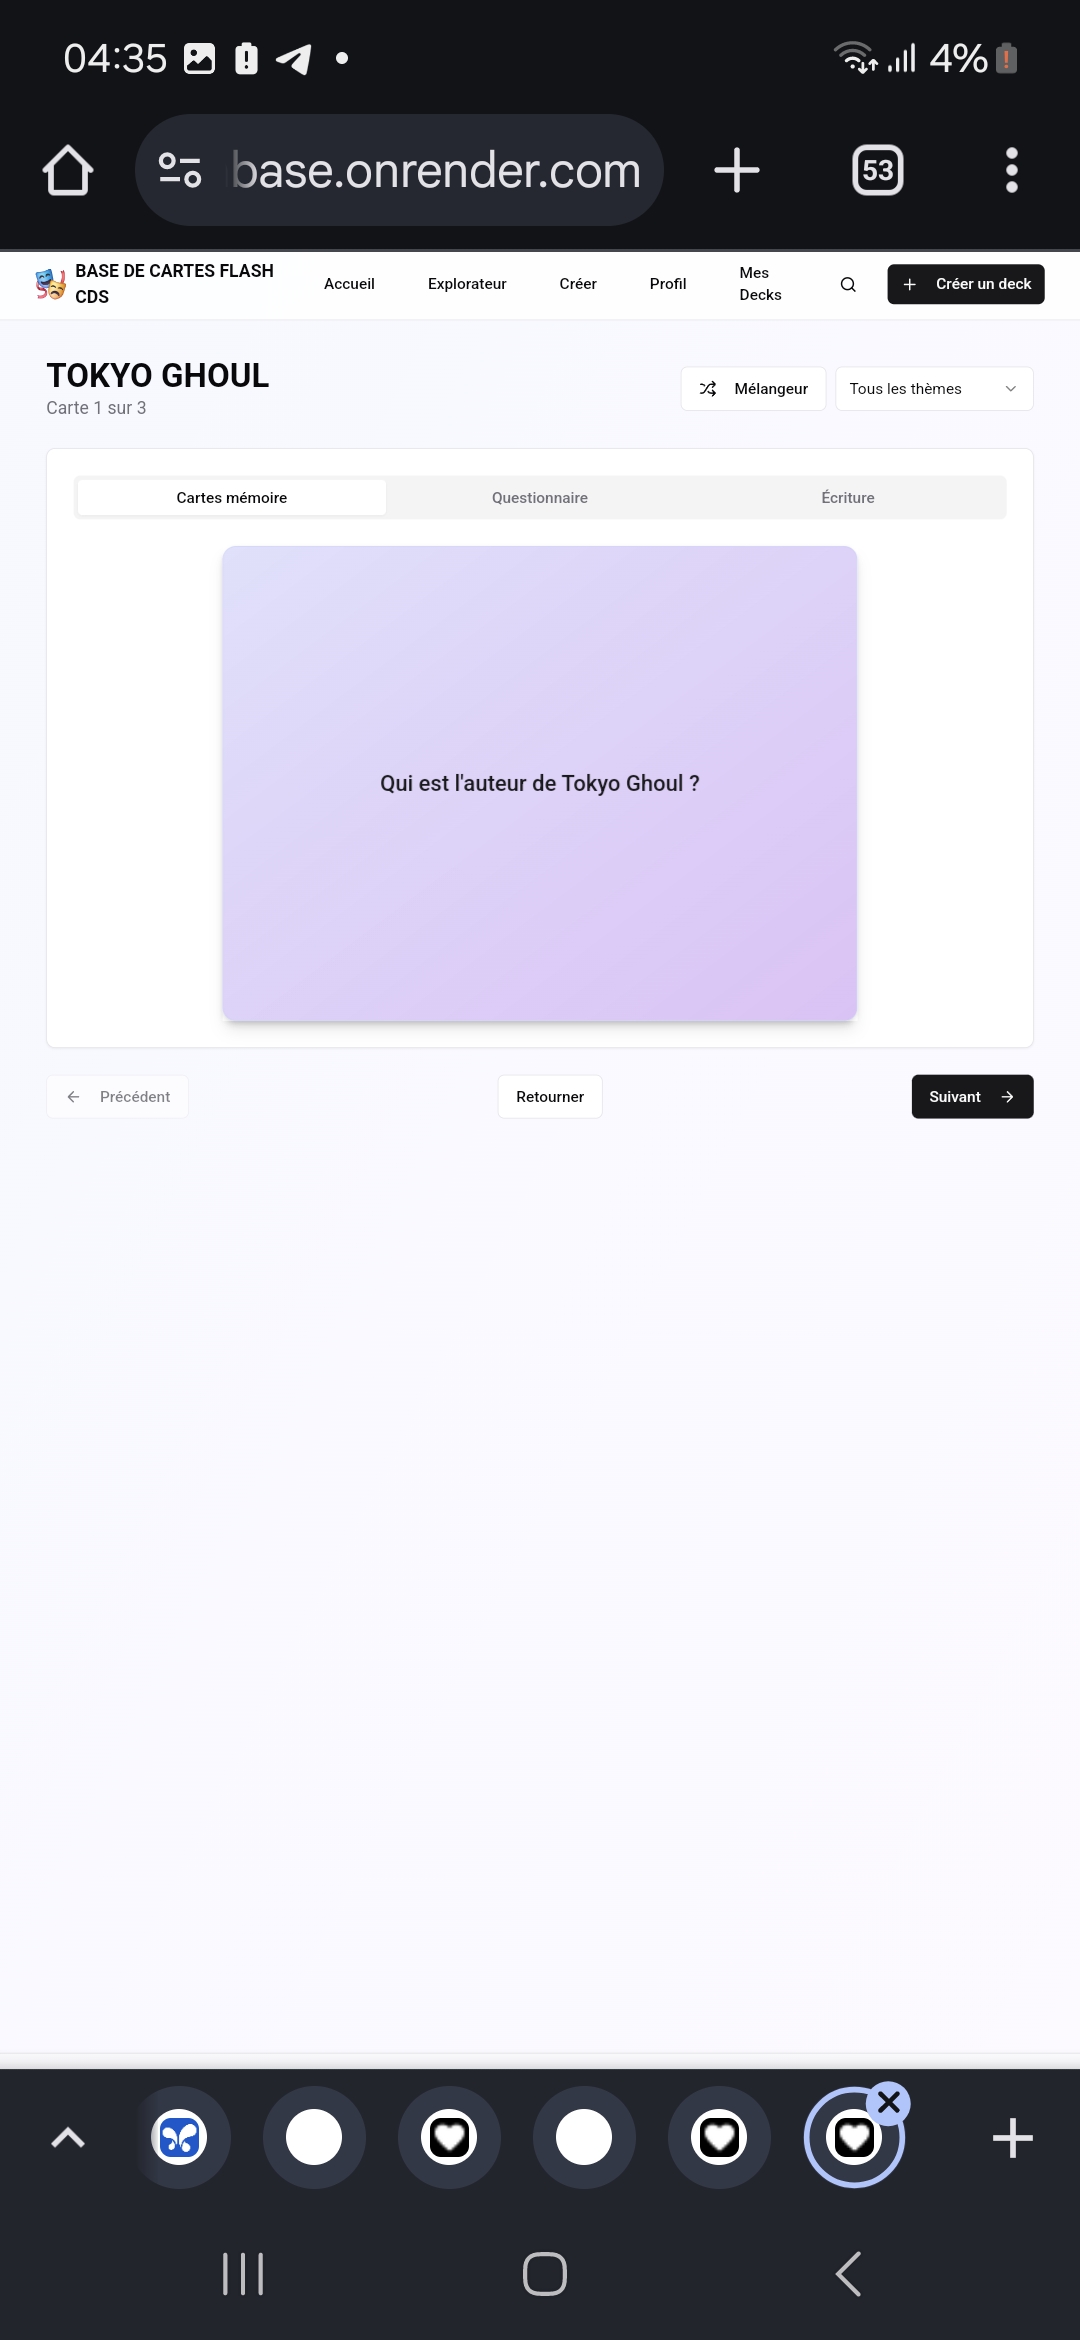 04:35
4%
base.onrender.com
53
BASE DE CARTES FLASH
CDS
Accueil
Explorateur
Créer
Profil
Mes
Decks
Créer un deck
TOKYO GHOUL
Carte 1 sur 3
Mélangeur
Tous les thèmes
Cartes mémoire
Questionnaire
Écriture
Qui est l'auteur de Tokyo Ghoul ?
Précédent
Retourner
Suivant